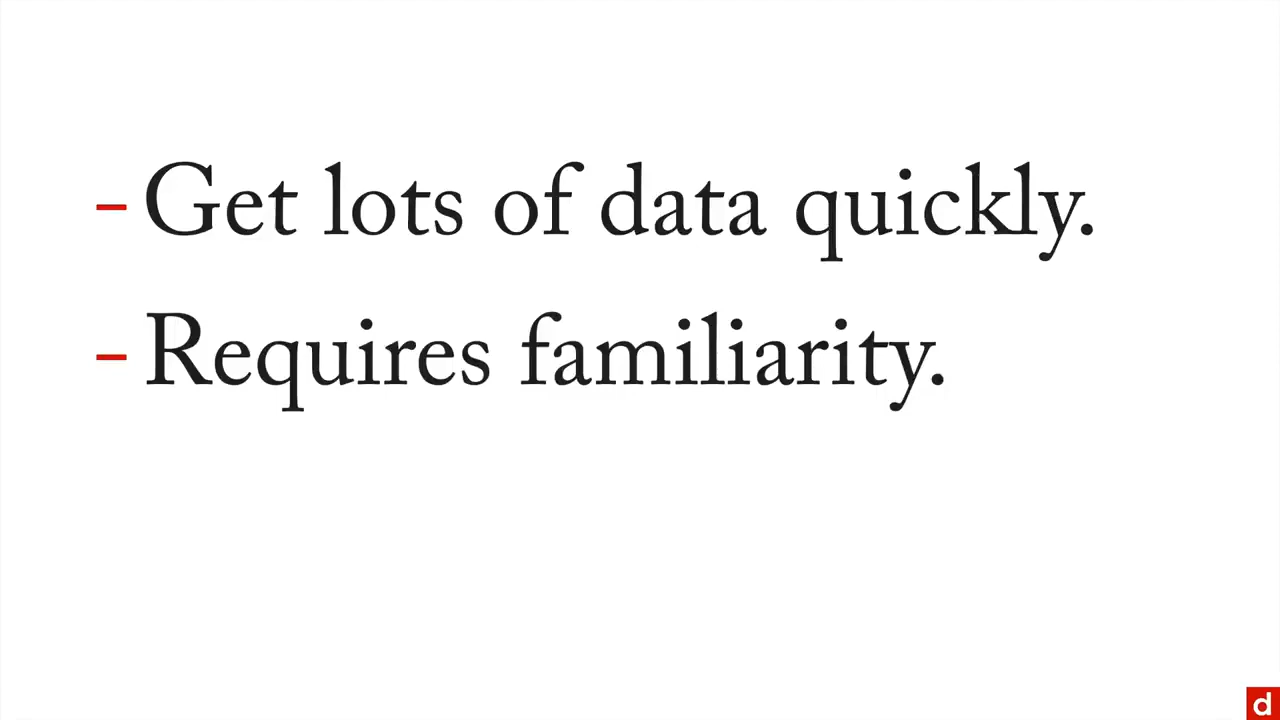 - Get lots of data quickly.
- Requires familiarity.
d